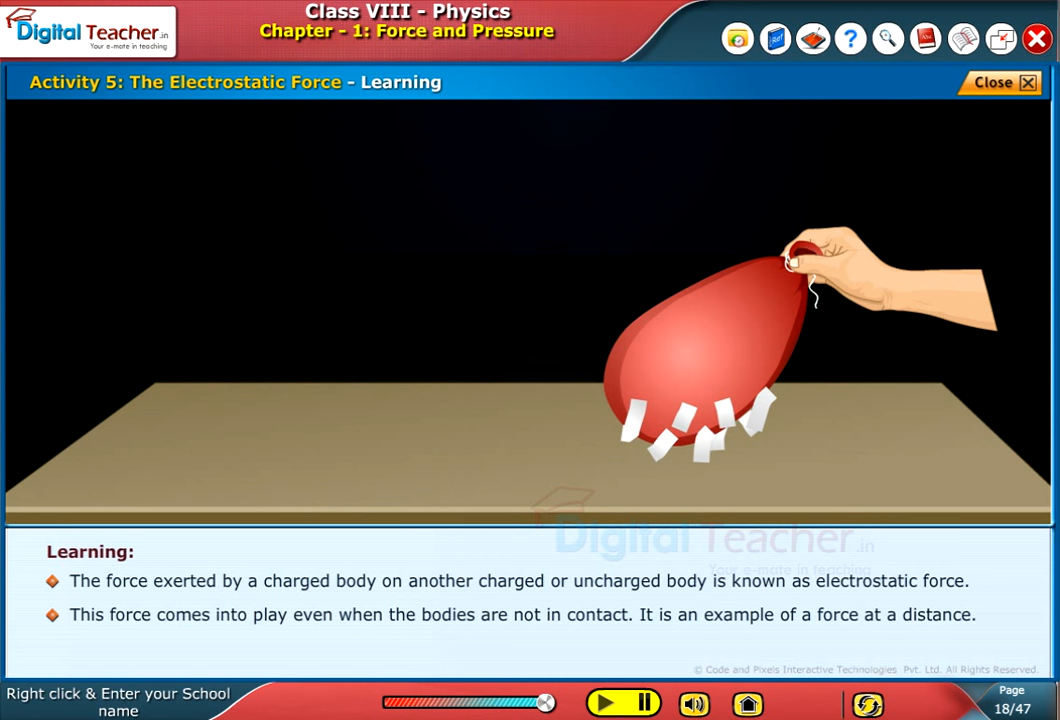 Digital Teacher.in
Your e-mate in teaching
Class VIII - Physics
Chapter - 1: Force and Pressure
Activity 5: The Electrostatic Force - Learning
Close
Learning:
The force exerted by a charged body on another charged or uncharged body is known as electrostatic force.
This force comes into play even when the bodies are not in contact. It is an example of a force at a distance.
Digital Teacher.in
Your e-mate in teaching
© Code and Pixels Interactive Technologies Pvt. Ltd. All Rights Reserved.
Right click & Enter your School
name
Page
18/47